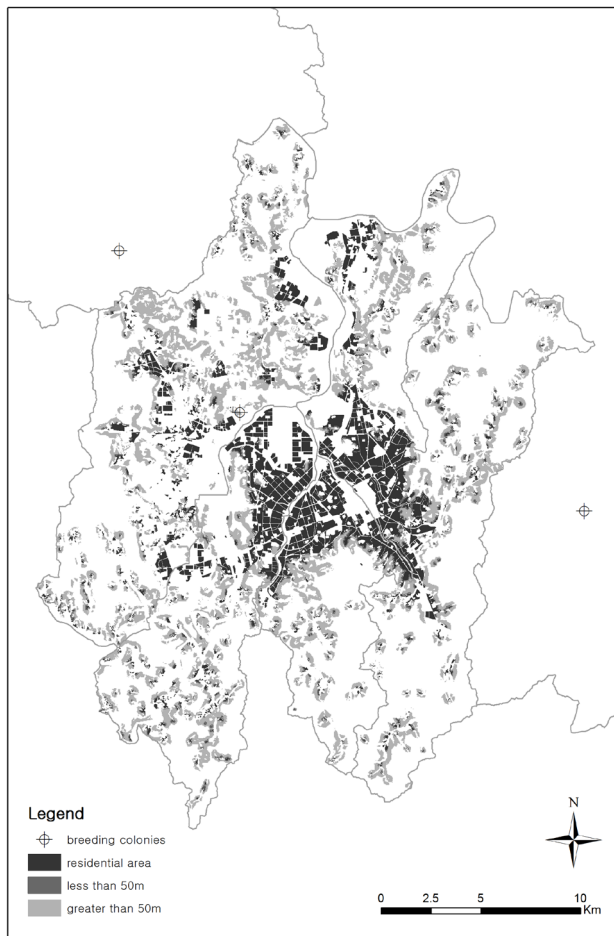 Legend
breeding colonies
residential area
less than 50m
greater than 50m
N
0 2.5 5 10
Km